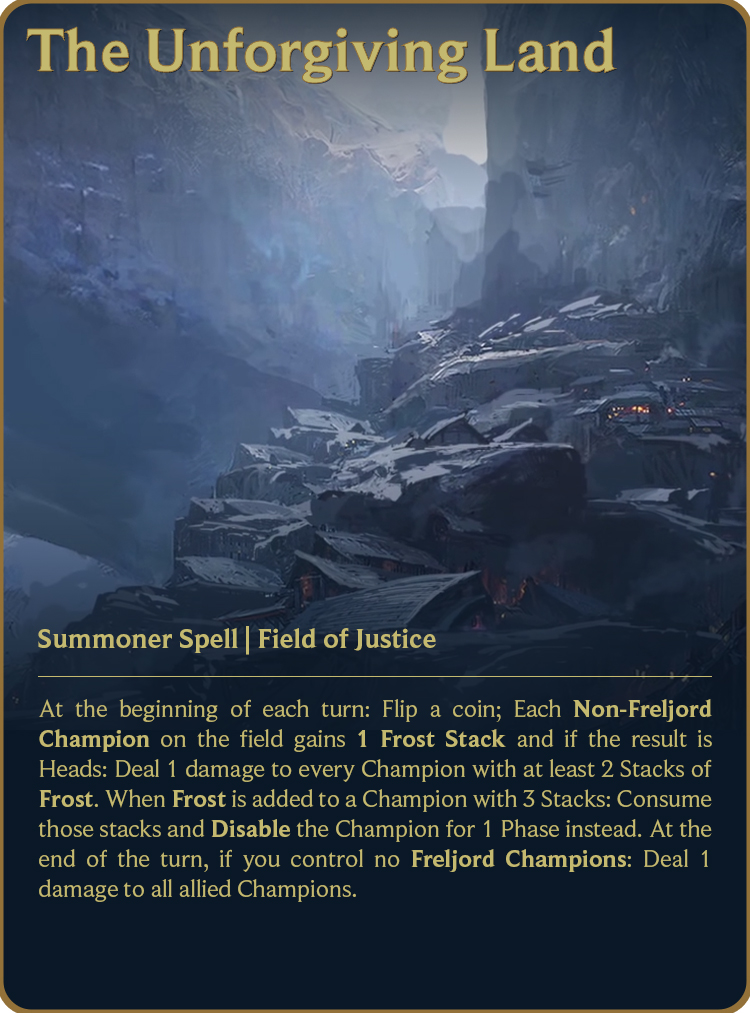 The Unforgiving Land
Summoner Spell | Field of Justice
At the beginning of each turn: Flip a coin; Each Non-Freljord
Champion on the field gains 1 Frost Stack and if the result is
Heads: Deal 1 damage to every Champion with at least 2 Stacks of
Frost. When Frost is added to a Champion with 3 Stacks: Consume
those stacks and Disable the Champion for 1 Phase instead. At the
end of the turn, if you control no Freljord Champions: Deal 1
damage to all allied Champions.